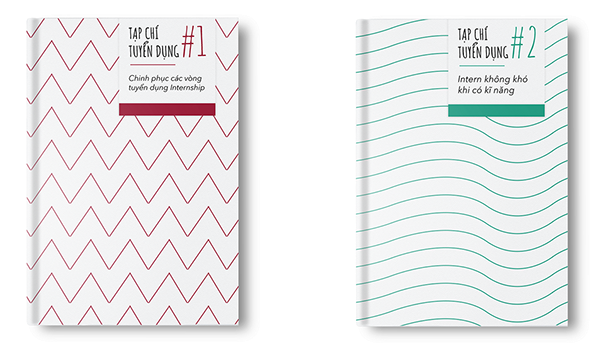 TẠP CHÍ
TUYỂN DỤNG #1
Chinh phục các vòng
tuyển dụng Internship
TẠP CHÍ
TUYỂN DỤNG #2
Intern không khó
khi có kĩ năng